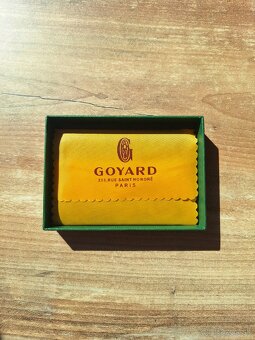 GOYARD
233, RUE SAINT HONORÉ
PARIS